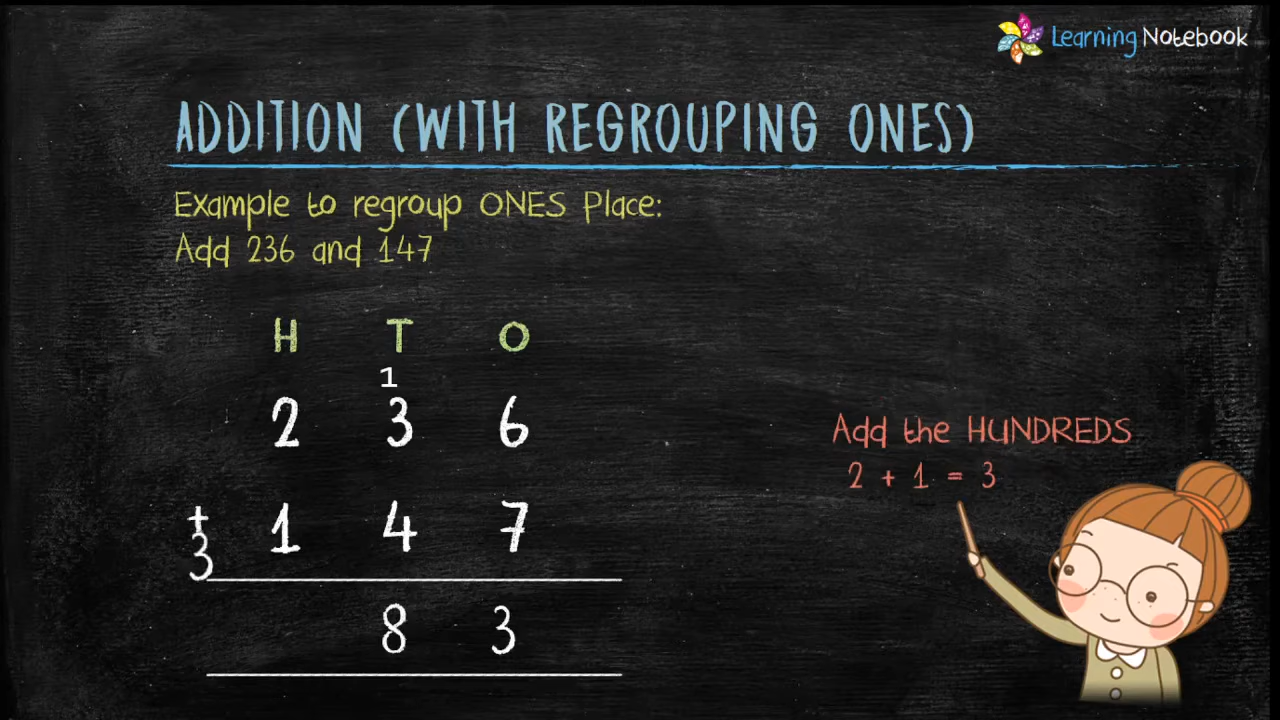 Learning Notebook
ADDITION (WITH REGROUPING ONES)
Example to regroup ONES Place:
Add 236 and 147
H T O
1
2 3 6
Add the HUNDREDS
2 + 1 = 3
+ 1 4 7
3
8 3